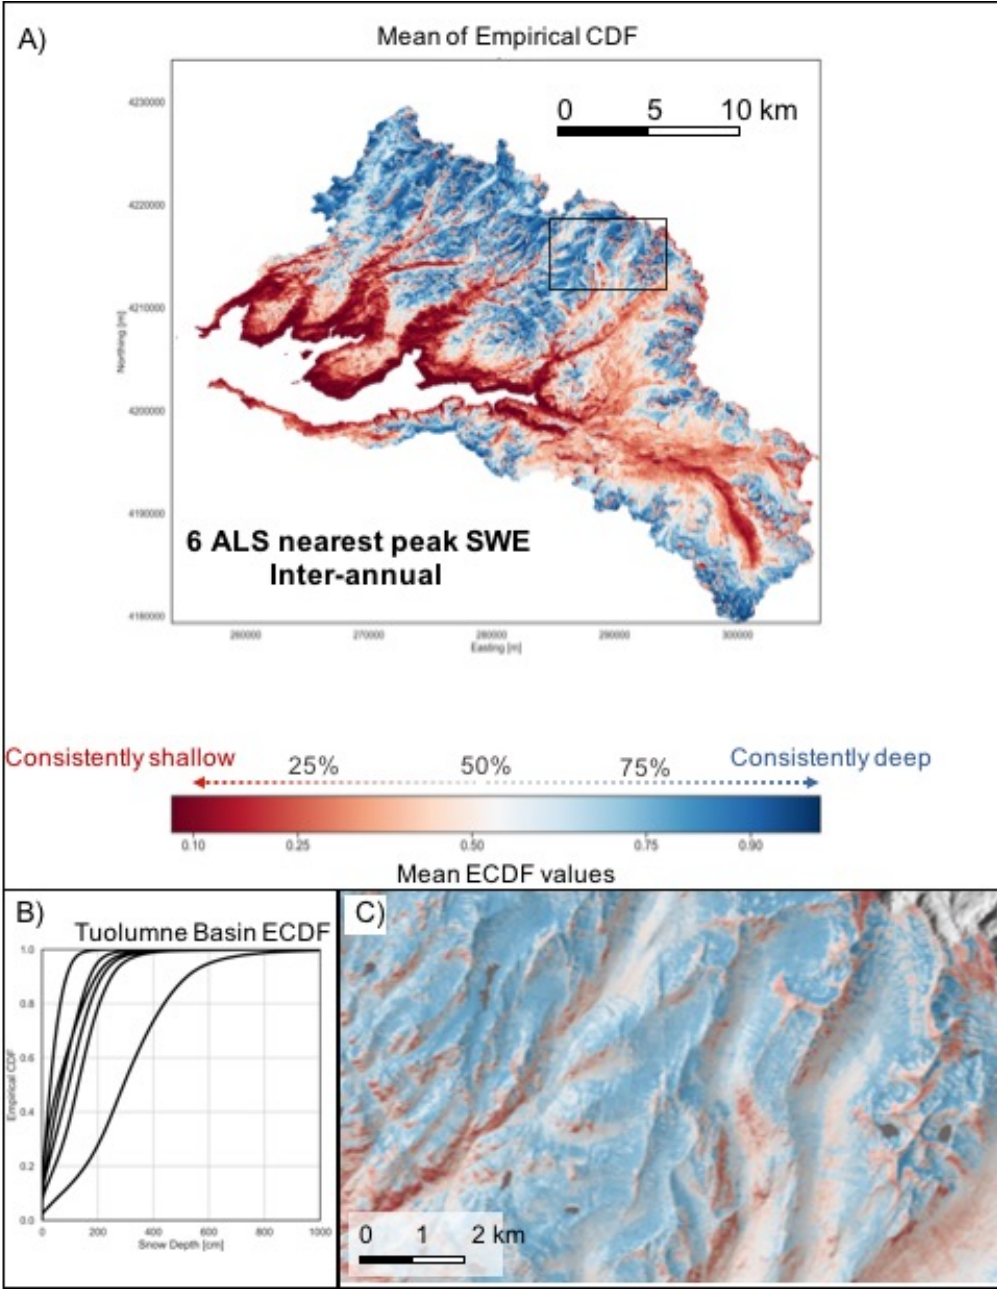 A)
Mean of Empirical CDF
0 5 10 km
4230000
4220000
4210000
4200000
4190000
4180000
Northing [m]
6 ALS nearest peak SWE
Inter-annual
260000 270000 280000 290000 300000
Easting [m]
Consistently shallow 25% 50% 75% Consistently deep
0.10 0.25 0.50 0.75 0.90
Mean ECDF values
B)
Tuolumne Basin ECDF
1.0
0.8
0.6
0.4
0.2
0.0
Empirical CDF
0 200 400 600 800 1000
Snow Depth [cm]
C)
0 1 2 km